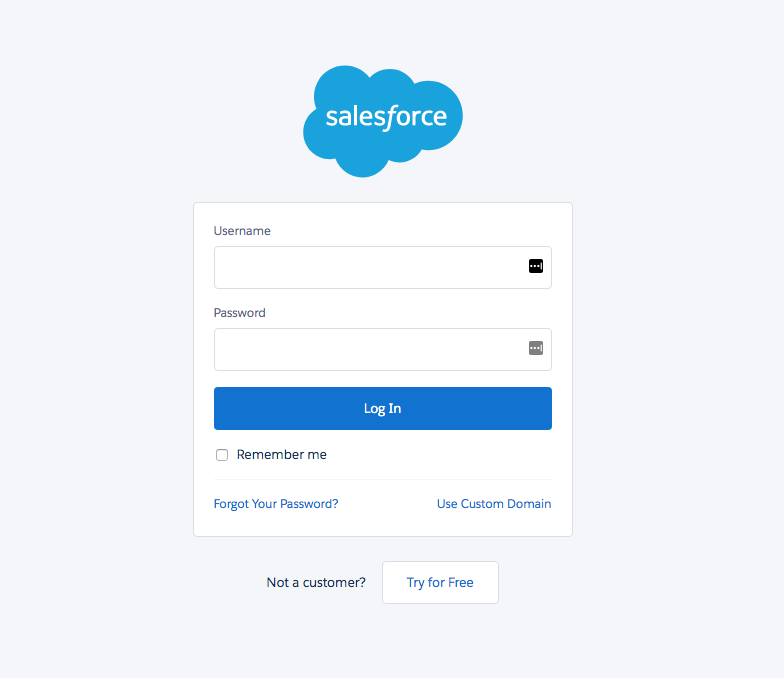 salesforce
Username
Password
Log In
Remember me
Forgot Your Password? Use Custom Domain
Not a customer? Try for Free